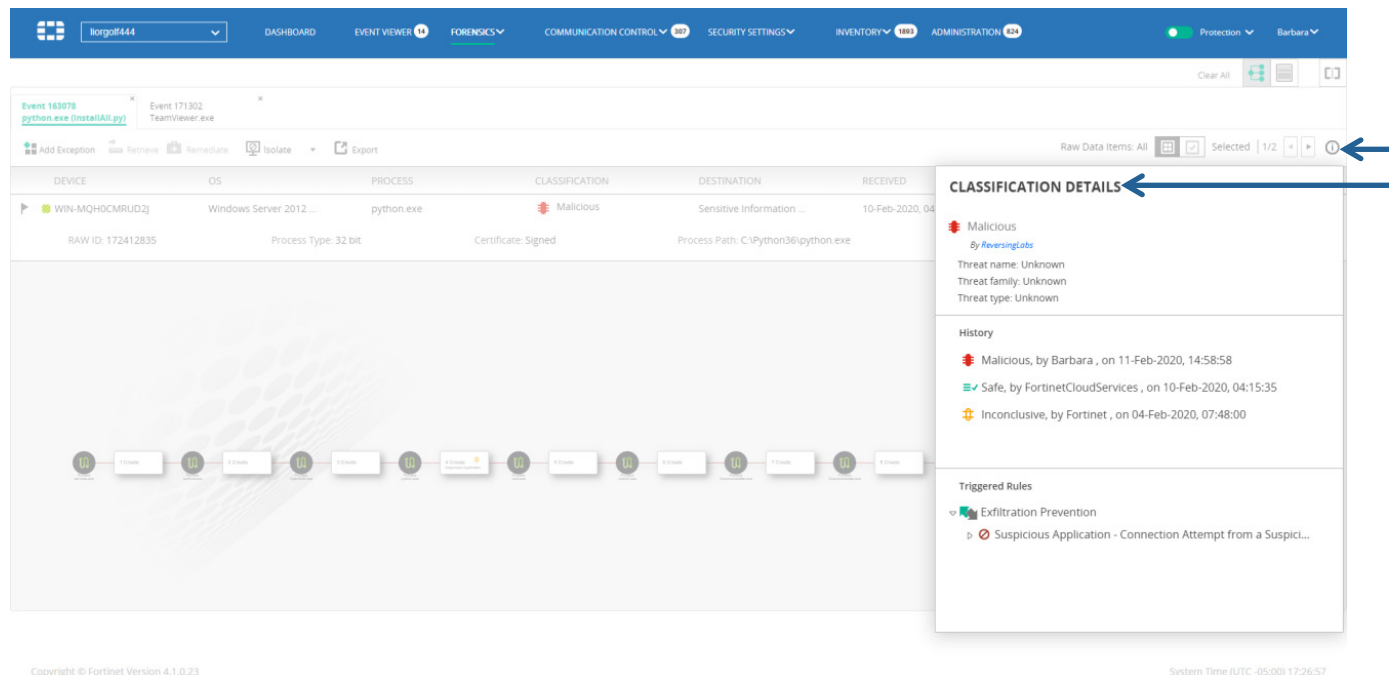 liorgolf444 DASHBOARD EVENT VIEWER 14 FORENSICS COMMUNICATION CONTROL 307 SECURITY SETTINGS INVENTORY 1893 ADMINISTRATION 824 Protection Barbara
Clear All
Event 163078 × Event 171302 ×
python.exe (InstallAll.py) TeamViewer.exe
Add Exception Retrieve Remediate Isolate Export Raw Data Items: All Selected 1/2
DEVICE OS PROCESS CLASSIFICATION DESTINATION RECEIVED
WIN-MQH0CMRUD2J Windows Server 2012 ... python.exe Malicious Sensitive Information ... 10-Feb-2020, 04
RAW ID: 172412835 Process Type: 32 bit Certificate: Signed Process Path: C:\Python36\python.exe
CLASSIFICATION DETAILS
Malicious
By ReversingLabs
Threat name: Unknown
Threat family: Unknown
Threat type: Unknown
History
Malicious, by Barbara , on 11-Feb-2020, 14:58:58
Safe, by FortinetCloudServices , on 10-Feb-2020, 04:15:35
Inconclusive, by Fortinet , on 04-Feb-2020, 07:48:00
Triggered Rules
Exfiltration Prevention
Suspicious Application - Connection Attempt from a Suspici...
Copyright © Fortinet Version 4.1.0.23 System Time (UTC -05:00) 17:26:57